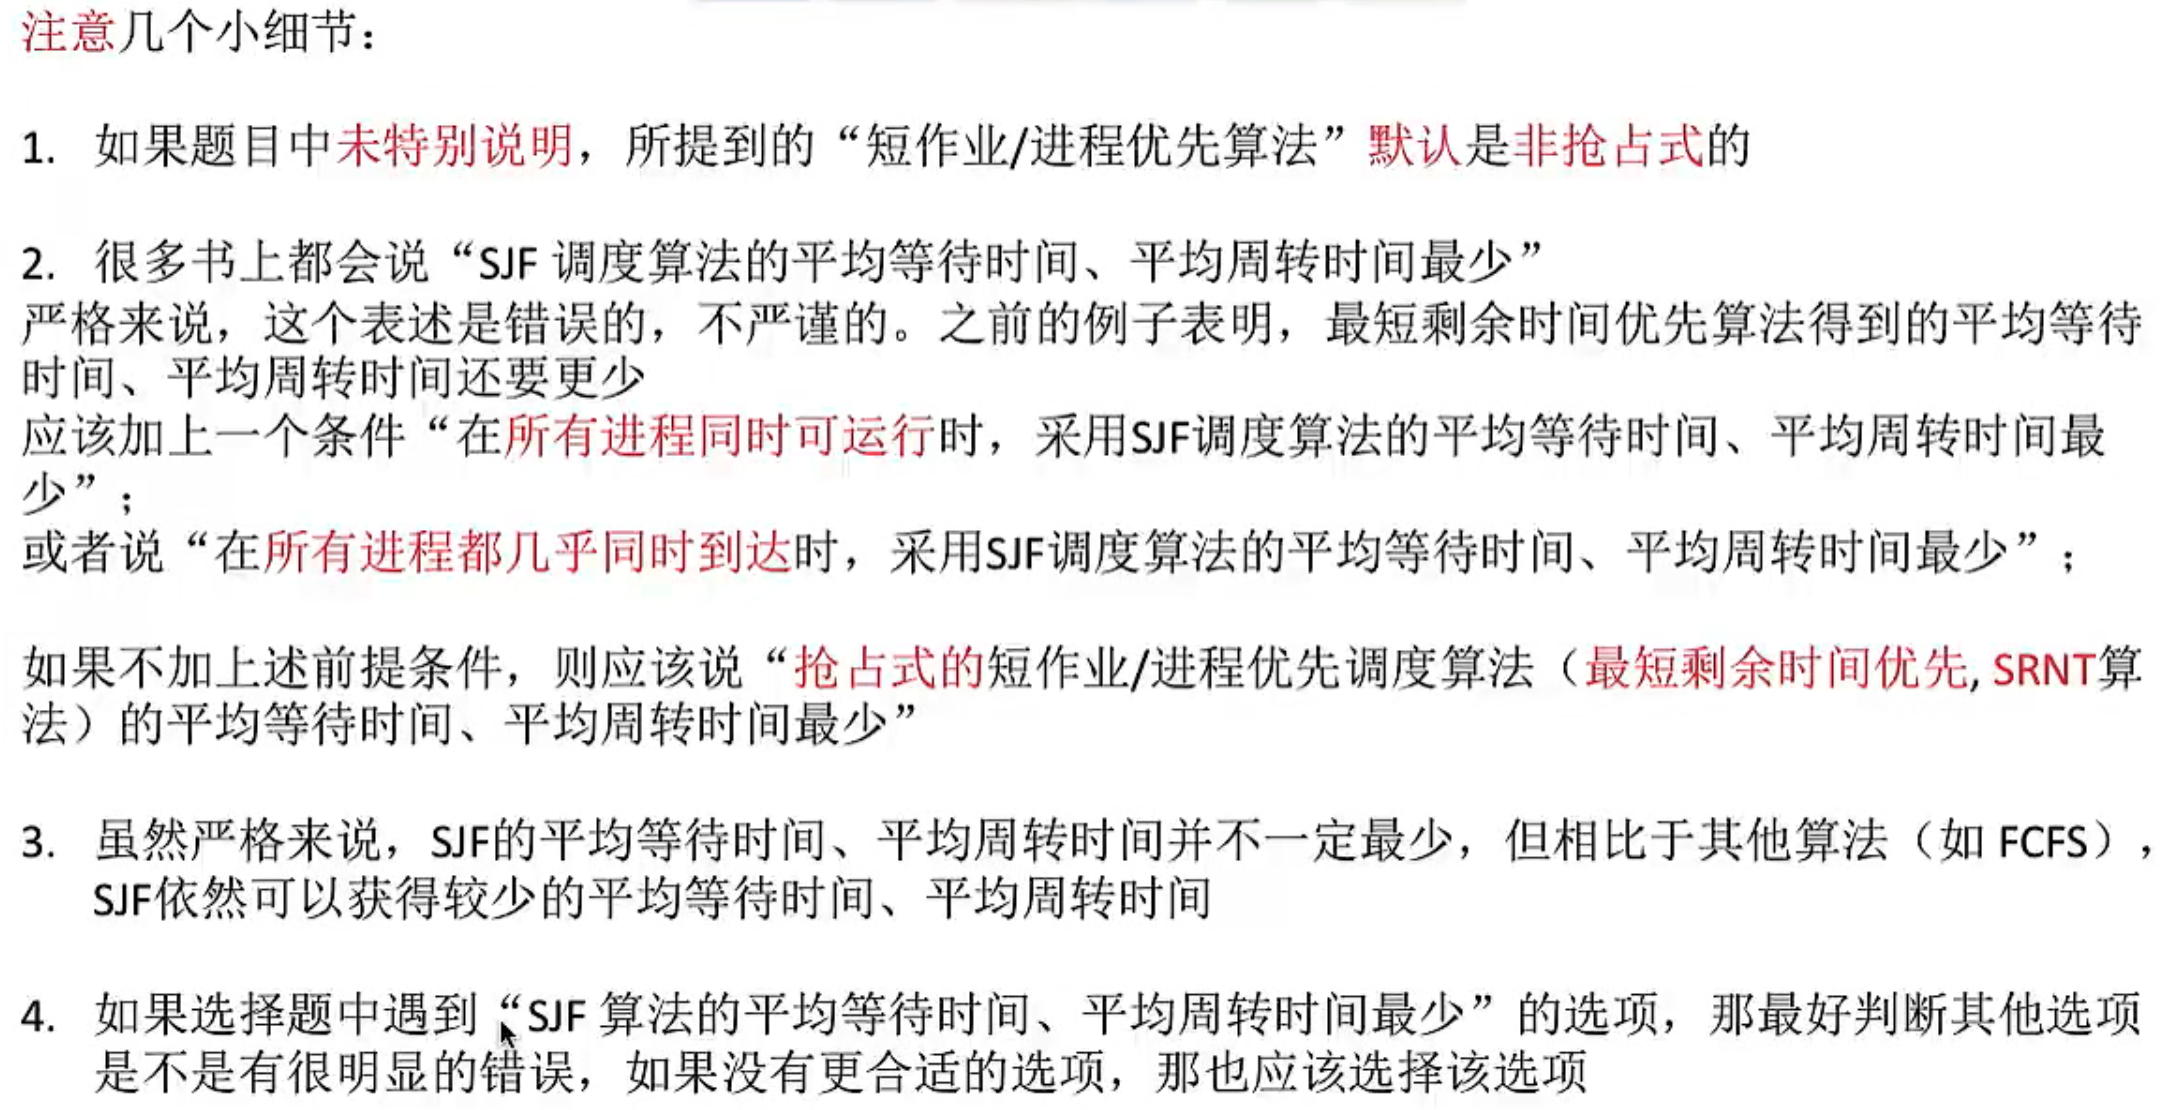 注意几个小细节：
1. 如果题目中未特别说明，所提到的“短作业/进程优先算法”默认是非抢占式的
2. 很多书上都会说“SJF 调度算法的平均等待时间、平均周转时间最少”
严格来说，这个表述是错误的，不严谨的。之前的例子表明，最短剩余时间优先算法得到的平均等待
时间、平均周转时间还要更少
应该加上一个条件“在所有进程同时可运行时，采用SJF调度算法的平均等待时间、平均周转时间最
少”；
或者说“在所有进程都几乎同时到达时，采用SJF调度算法的平均等待时间、平均周转时间最少”；
如果不加上述前提条件，则应该说“抢占式的短作业/进程优先调度算法（最短剩余时间优先, SRNT算
法）的平均等待时间、平均周转时间最少”
3. 虽然严格来说，SJF的平均等待时间、平均周转时间并不一定最少，但相比于其他算法（如 FCFS），
SJF依然可以获得较少的平均等待时间、平均周转时间
4. 如果选择题中遇到“SJF 算法的平均等待时间、平均周转时间最少”的选项，那最好判断其他选项
是不是有很明显的错误，如果没有更合适的选项，那也应该选择该选项